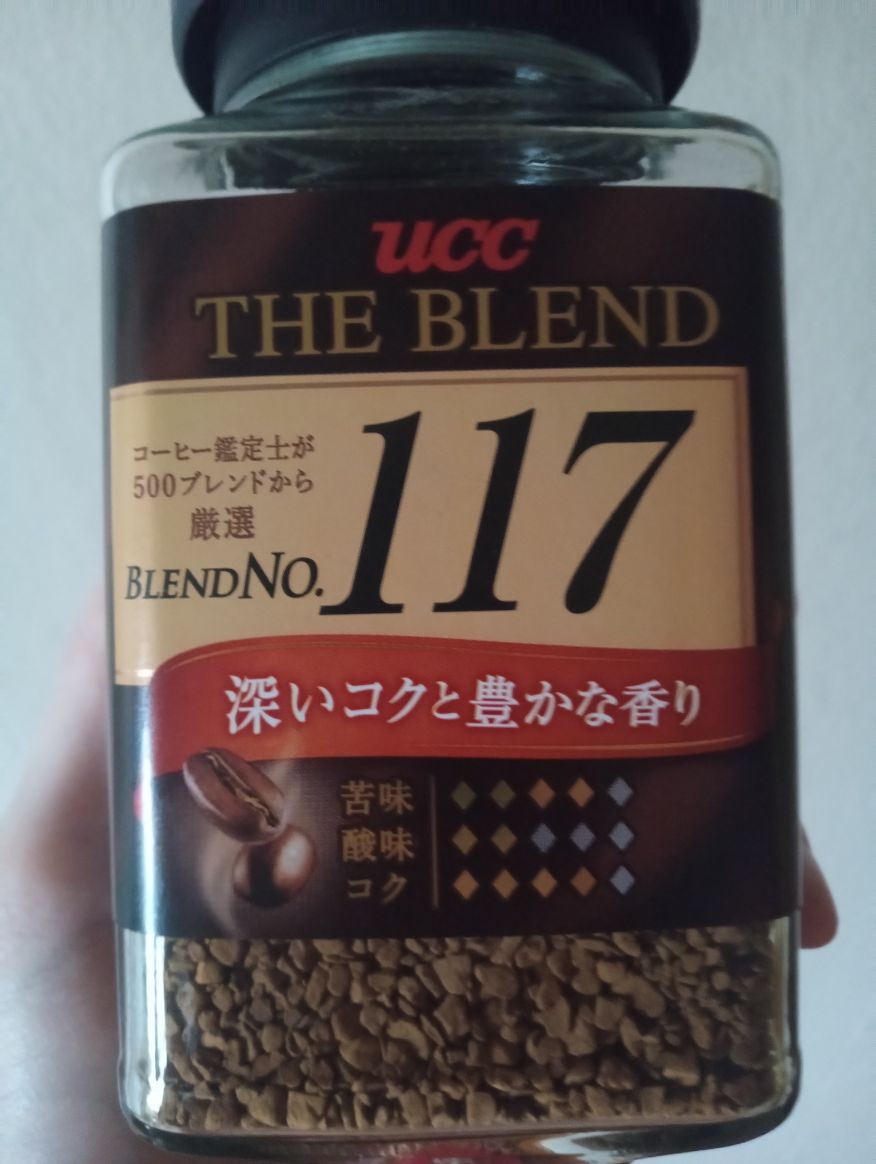 UCC
THE BLEND
コーヒー鑑定士が
500ブレンドから
厳選
BLEND NO. 117
深いコクと豊かな香り
苦味
酸味
コク